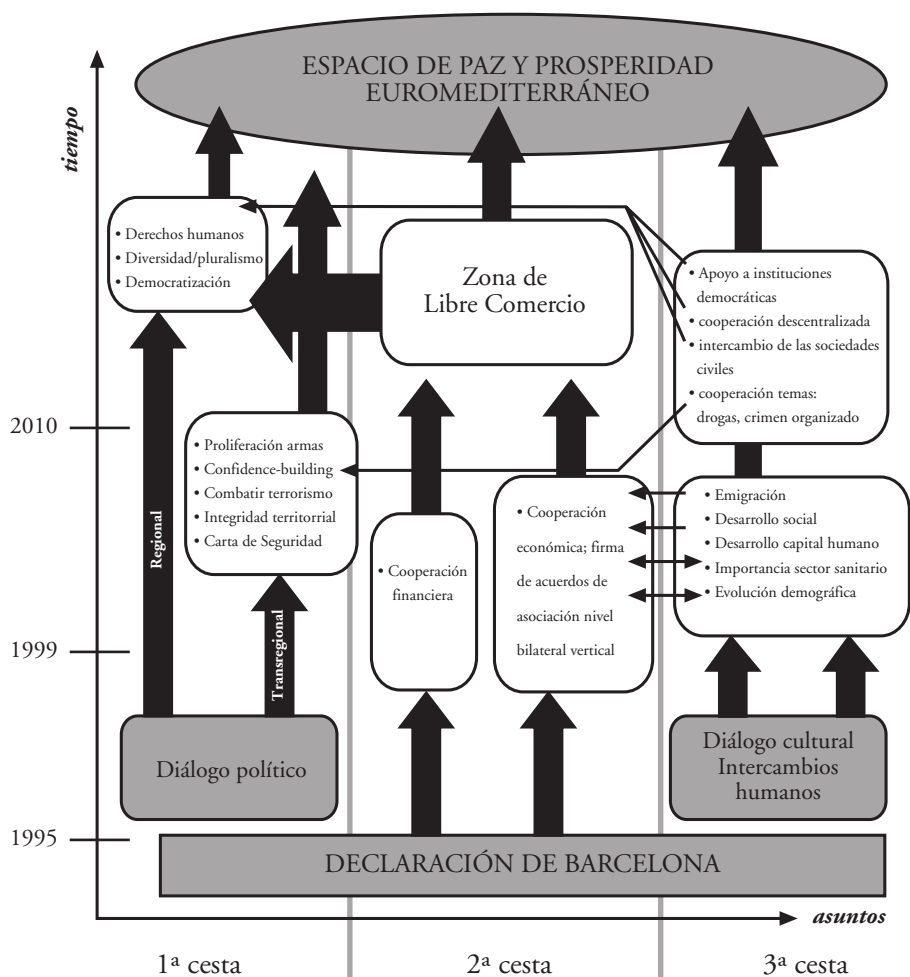 ESPACIO DE PAZ Y PROSPERIDAD
EUROMEDITERRÁNEO
tiempo
• Derechos humanos
• Diversidad/pluralismo
• Democratización
Zona de
Libre Comercio
• Apoyo a instituciones
democráticas
• cooperación descentralizada
• intercambio de las sociedades
civiles
• cooperación temas:
drogas, crimen organizado
2010
• Proliferación armas
• Confidence-building
• Combatir terrorismo
• Integridad territorrial
• Carta de Seguridad
Regional
• Cooperación
financiera
• Cooperación
económica; firma
de acuerdos de
asociación nivel
bilateral vertical
• Emigración
• Desarrollo social
• Desarrollo capital humano
• Importancia sector sanitario
• Evolución demográfica
1999
Transregional
Diálogo político
Diálogo cultural
Intercambios
humanos
1995
DECLARACIÓN DE BARCELONA
asuntos
1ª cesta
2ª cesta
3ª cesta